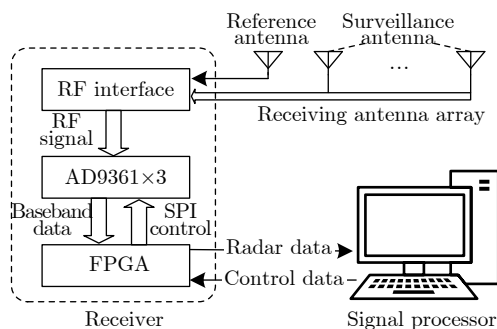 Reference
antenna
Surveillance
antenna
...
RF interface
Receiving antenna array
RF
signal
AD9361×3
Baseband
data
SPI
control
FPGA
Radar data
Control data
Receiver
Signal processor